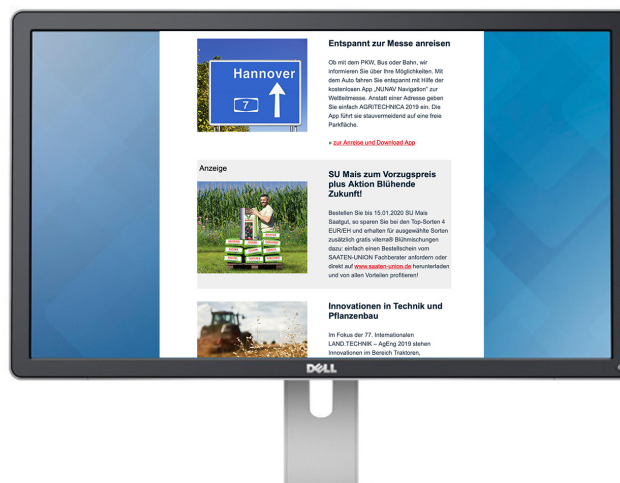 Entspannt zur Messe anreisen
Ob mit dem PKW, Bus oder Bahn, wir
informieren Sie über Ihre Möglichkeiten. Mit
dem Auto fahren Sie entspannt mit Hilfe der
kostenlosen App „NUNAV Navigation" zur
Weltleitmesse. Anstatt einer Adresse geben
Sie einfach AGRITECHNICA 2019 ein. Die
App führt sie stauvermeidend auf eine freie
Parkfläche.
» zur Anreise und Download App
Hannover
7
Anzeige
SU Mais zum Vorzugspreis
plus Aktion Blühende
Zukunft!
Bestellen Sie bis 15.01.2020 SU Mais
Saatgut, so sparen Sie bei den Top-Sorten 4
EUR/EH und erhalten für ausgewählte Sorten
zusätzlich gratis viterra® Blühmischungen
dazu: einfach einen Bestellschein vom
SAATEN-UNION Fachberater anfordern oder
direkt auf www.saaten-union.de herunterladen
und von allen Vorteilen profitieren!
Innovationen in Technik und
Pflanzenbau
Im Fokus der 77. Internationalen
LAND.TECHNIK – AgEng 2019 stehen
Innovationen im Bereich Traktoren,
DELL